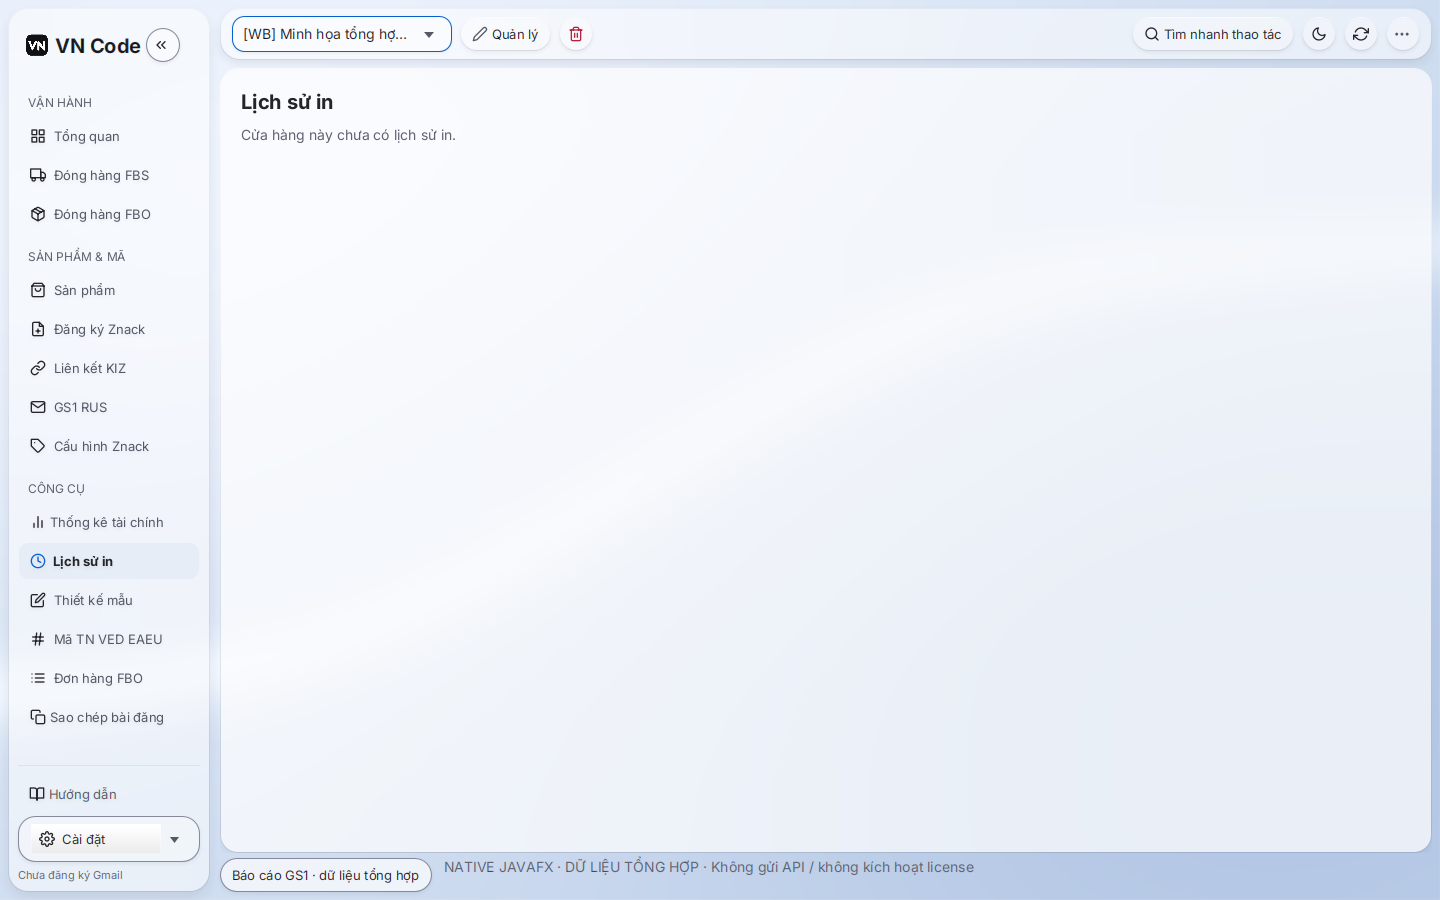 VN VN Code
VẬN HÀNH
Tổng quan
Đóng hàng FBS
Đóng hàng FBO
SẢN PHẨM & MÃ
Sản phẩm
Đăng ký Znack
Liên kết KIZ
GS1 RUS
Cấu hình Znack
CÔNG CỤ
Thống kê tài chính
Lịch sử in
Thiết kế mẫu
Mã TN VED EAEU
Đơn hàng FBO
Sao chép bài đăng
Hướng dẫn
Cài đặt
Chưa đăng ký Gmail
[WB] Minh họa tổng hợ...
Quản lý
Tìm nhanh thao tác
Lịch sử in
Cửa hàng này chưa có lịch sử in.
Báo cáo GS1 · dữ liệu tổng hợp
NATIVE JAVAFX · DỮ LIỆU TỔNG HỢP · Không gửi API / không kích hoạt license